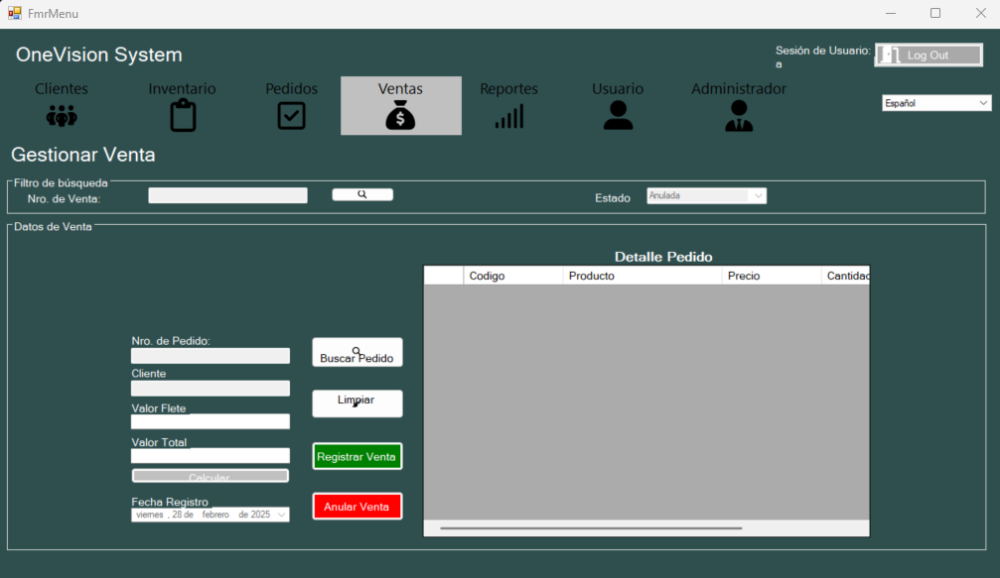 FmrMenu
OneVision System
Sesión de Usuario:
a
Log Out
Clientes
Inventario
Pedidos
Ventas
Reportes
Usuario
Administrador
Español
Gestionar Venta
Filtro de búsqueda
Nro. de Venta:
Estado
Anulada
Datos de Venta
Detalle Pedido
Codigo Producto Precio Cantidad
Nro. de Pedido:
Buscar Pedido
Cliente
Limpiar
Valor Flete
Valor Total
Registrar Venta
Calcular
Fecha Registro
Anular Venta
viernes , 28 de febrero de 2025